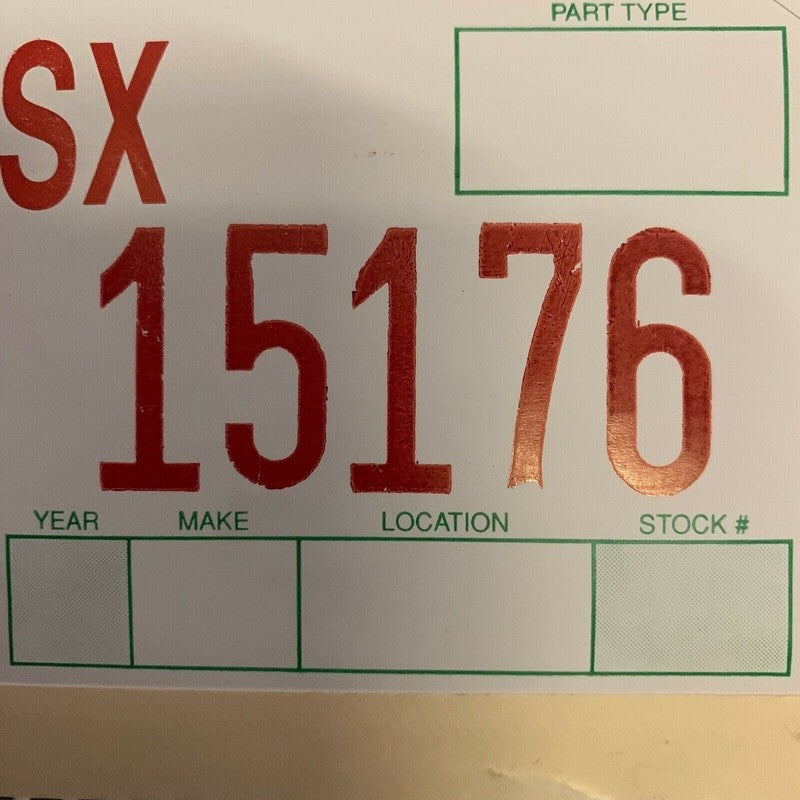 PART TYPE
SX
15176
YEAR MAKE LOCATION STOCK #